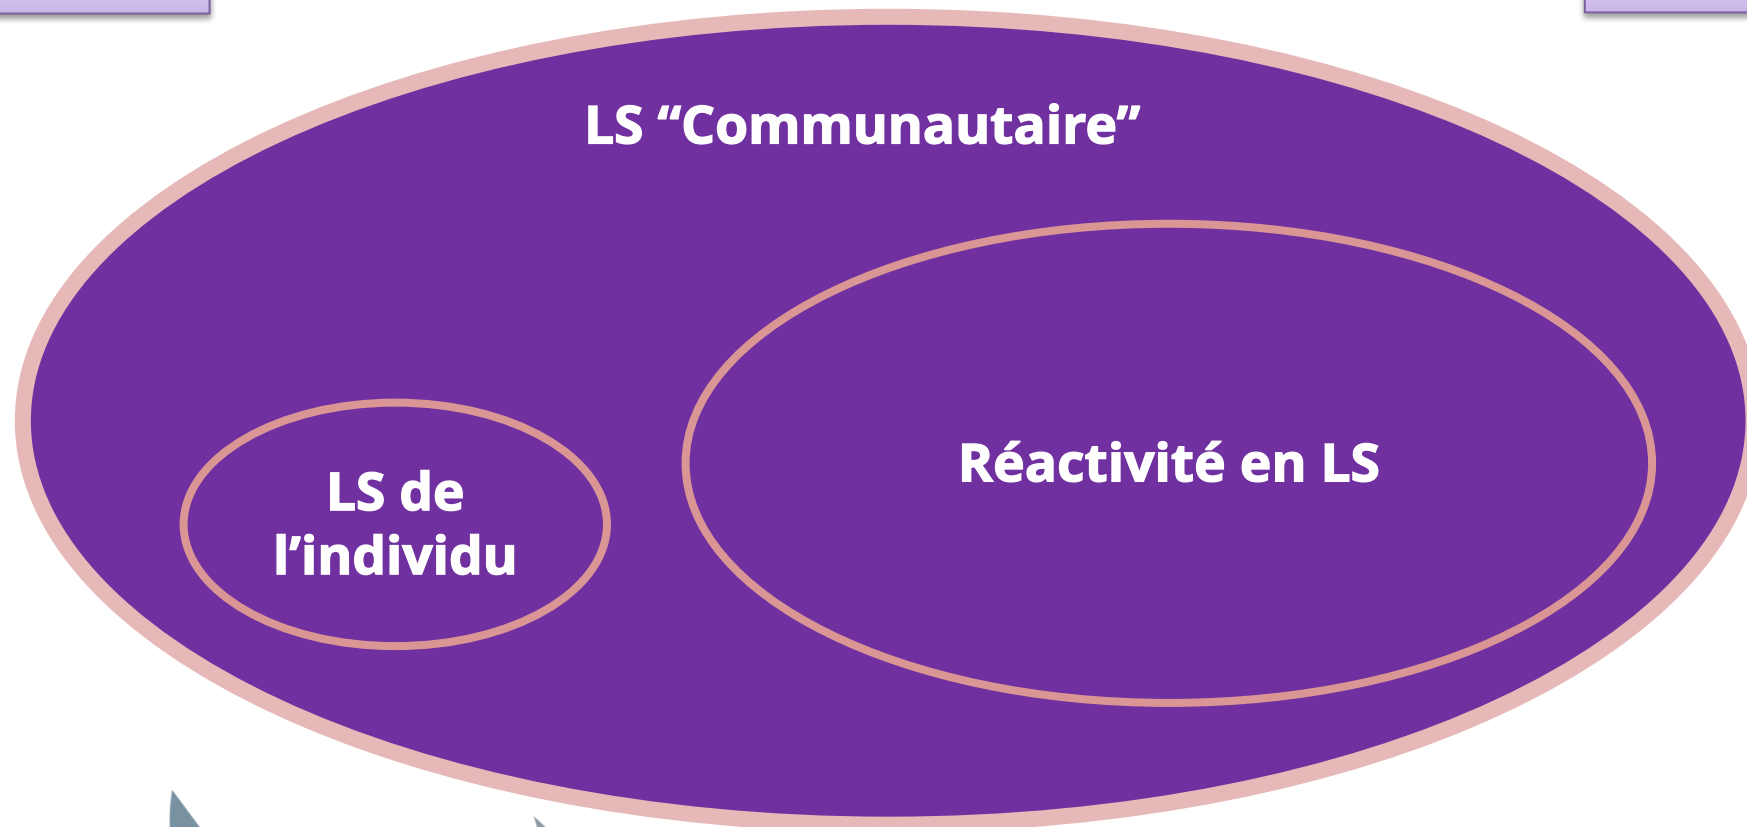 LS “Communautaire”
LS de
l’individu
Réactivité en LS